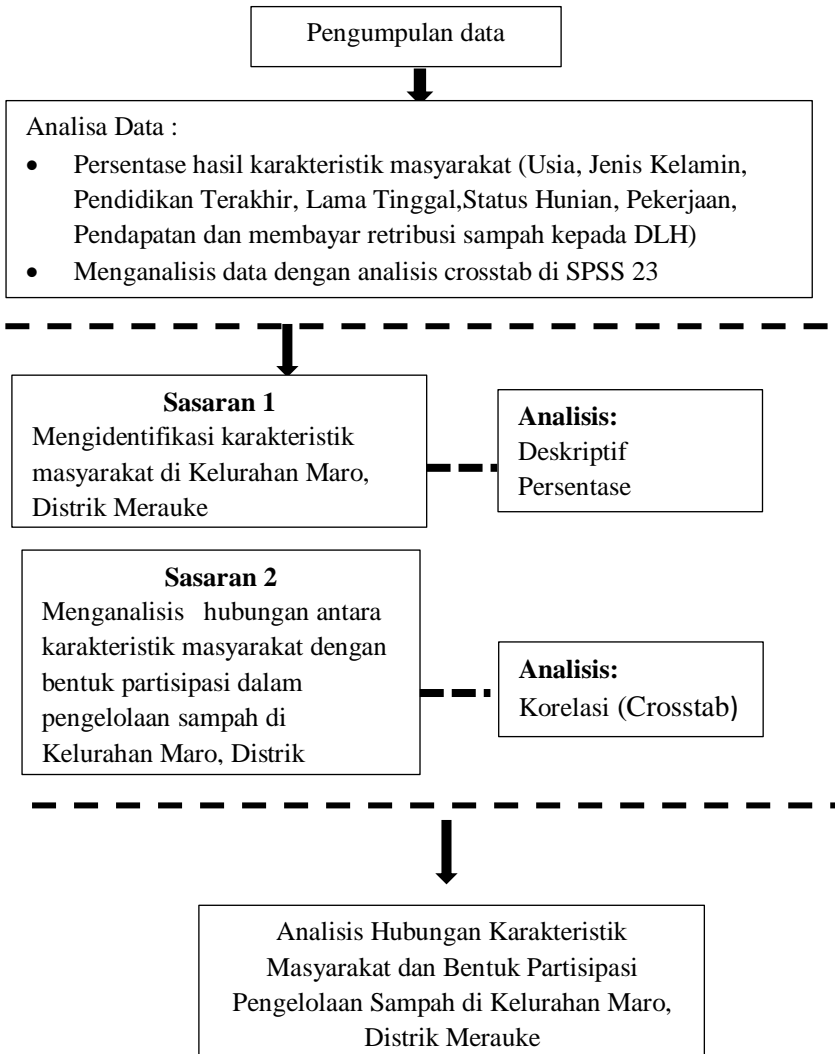 Pengumpulan data
Analisa Data :
• Persentase hasil karakteristik masyarakat (Usia, Jenis Kelamin,
Pendidikan Terakhir, Lama Tinggal,Status Hunian, Pekerjaan,
Pendapatan dan membayar retribusi sampah kepada DLH)
• Menganalisis data dengan analisis crosstab di SPSS 23
Sasaran 1
Mengidentifikasi karakteristik
masyarakat di Kelurahan Maro,
Distrik Merauke
Analisis:
Deskriptif
Persentase
Sasaran 2
Menganalisis hubungan antara
karakteristik masyarakat dengan
bentuk partisipasi dalam
pengelolaan sampah di
Kelurahan Maro, Distrik
Analisis:
Korelasi (Crosstab)
Analisis Hubungan Karakteristik
Masyarakat dan Bentuk Partisipasi
Pengelolaan Sampah di Kelurahan Maro,
Distrik Merauke